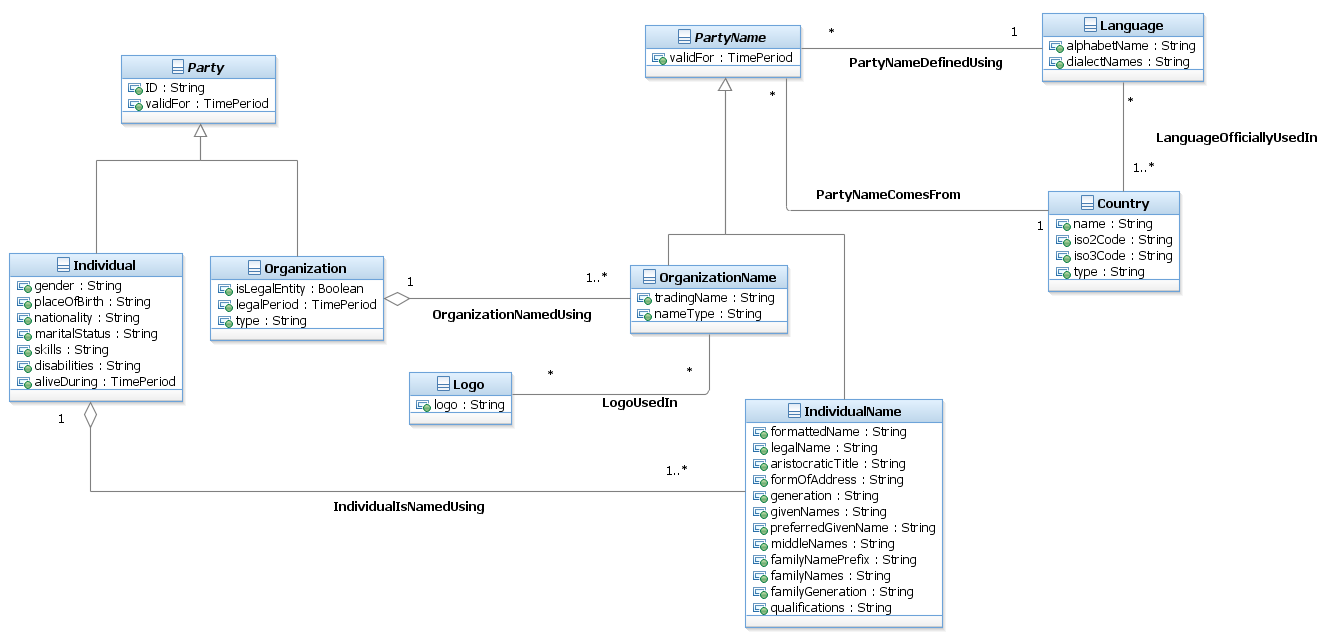 Party
ID : String
validFor : TimePeriod
PartyName
validFor : TimePeriod
*
1
PartyNameDefinedUsing
Language
alphabetName : String
dialectNames : String
*
LanguageOfficiallyUsedIn
1..*
*
PartyNameComesFrom
1
Country
name : String
iso2Code : String
iso3Code : String
type : String
Individual
gender : String
placeOfBirth : String
nationality : String
maritalStatus : String
skills : String
disabilities : String
aliveDuring : TimePeriod
Organization
isLegalEntity : Boolean
legalPeriod : TimePeriod
type : String
1
1..*
OrganizationNamedUsing
OrganizationName
tradingName : String
nameType : String
Logo
logo : String
*
*
LogoUsedIn
1
1..*
IndividualIsNamedUsing
IndividualName
formattedName : String
legalName : String
aristocraticTitle : String
formOfAddress : String
generation : String
givenNames : String
preferredGivenName : String
middleNames : String
familyNamePrefix : String
familyNames : String
familyGeneration : String
qualifications : String